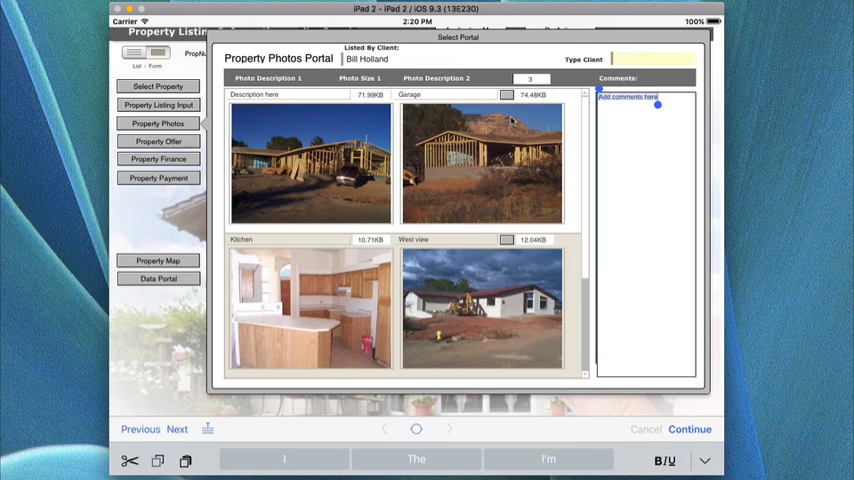 iPad 2 - iPad 2 / iOS 9.3 (13E230)
Carrier
2:20 PM
100%
Property Listin
Select Portal
List - Form
PropNu
Property Photos Portal
Listed By Client:
Bill Holland
Type Client
Photo Description 1
Photo Size 1
Photo Description 2
3
Comments:
Select Property
Property Listing Input
Property Photos
Property Offer
Property Finance
Property Payment
Property Map
Data Portal
Description here
71.99KB
Garage
74.48KB
Add comments here
Kitchen
10.71KB
West view
12.04KB
Previous
Next
Cancel
Continue
I
The
I'm
BIU